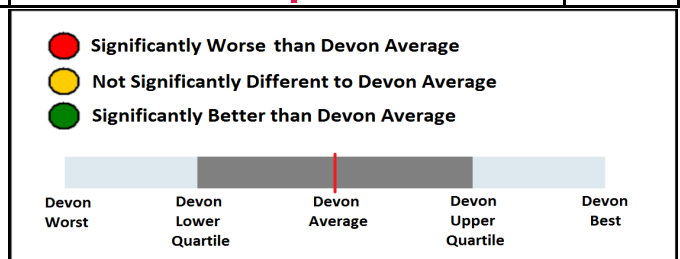 Significantly Worse than Devon Average
Not Significantly Different to Devon Average
Significantly Better than Devon Average
Devon Worst
Devon Lower Quartile
Devon Average
Devon Upper Quartile
Devon Best